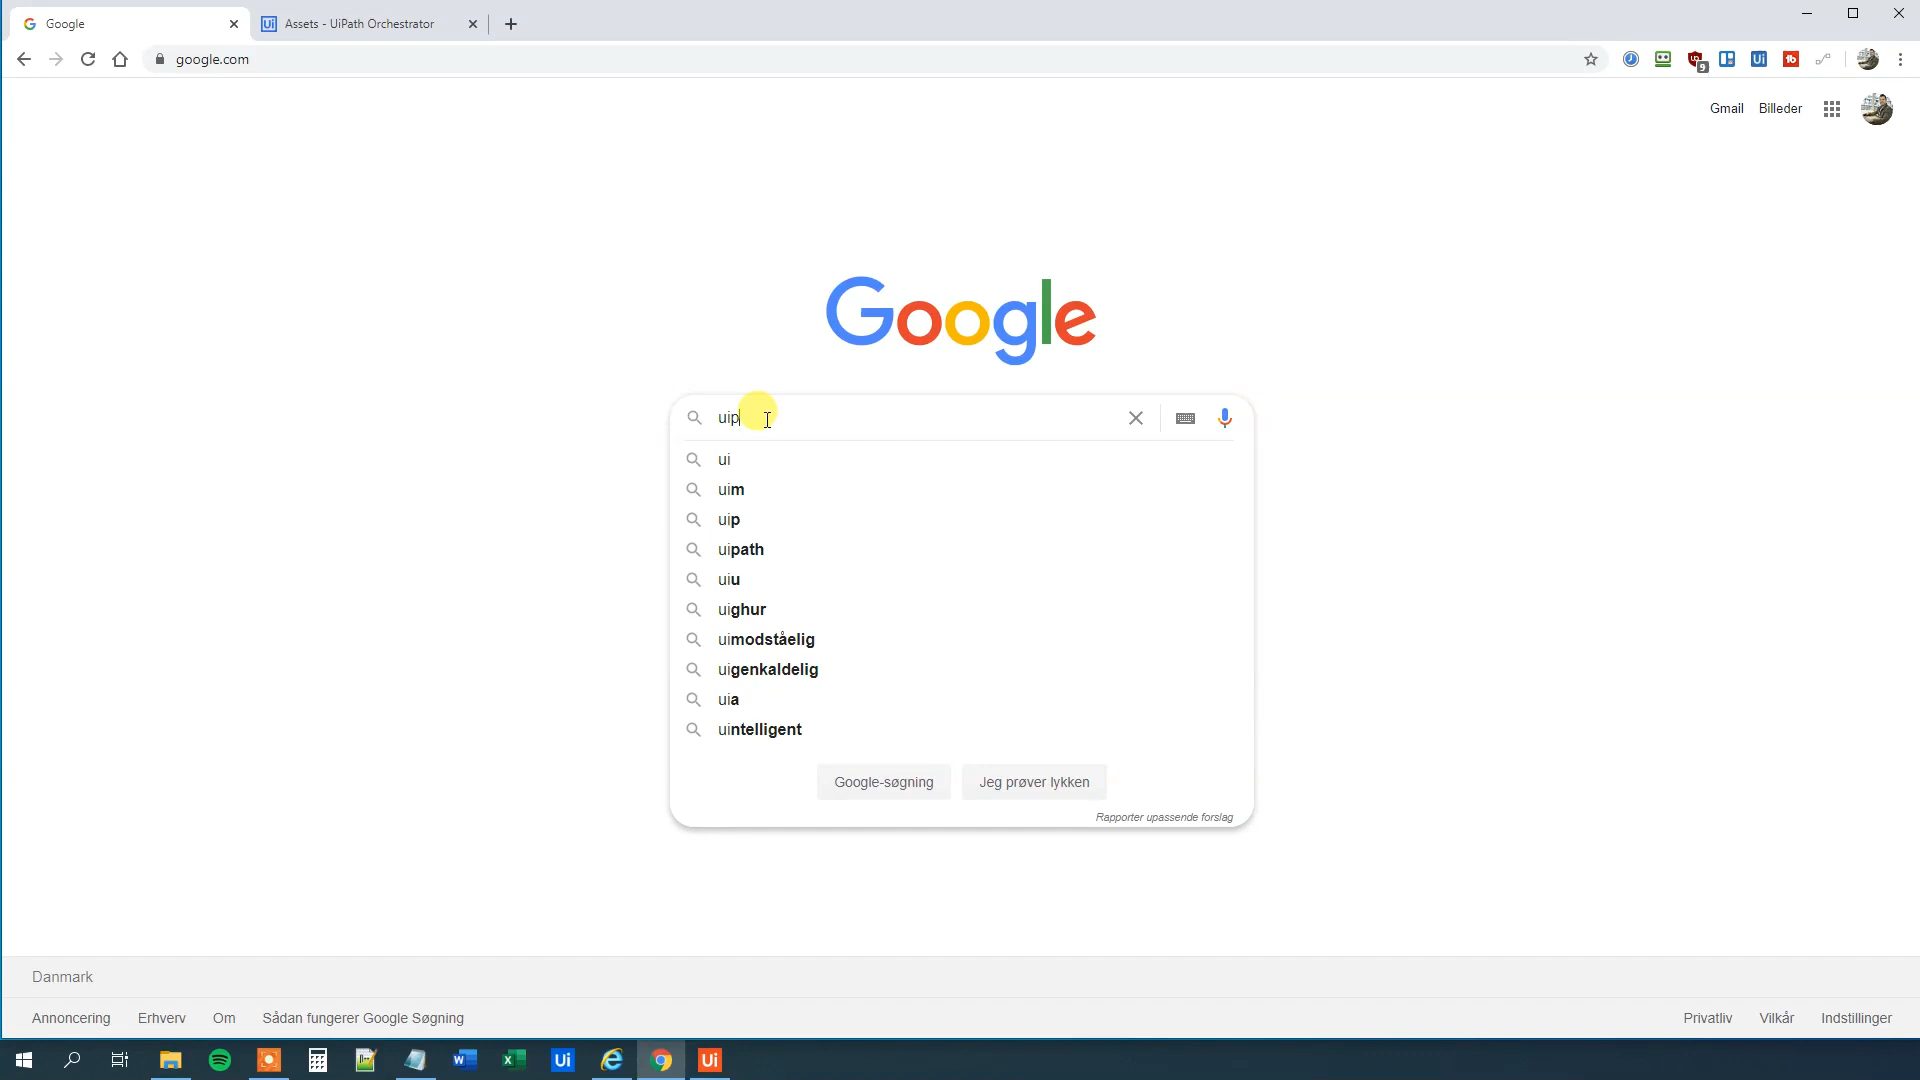 Google
Assets - UiPath Orchestrator
google.com
9
Gmail
Billeder
Google
uip
ui
uim
uip
uipath
uiu
uighur
uimodståelig
uigenkaldelig
uia
uintelligent
Google-søgning
Jeg prøver lykken
Rapporter upassende forslag
Danmark
Annoncering
Erhverv
Om
Sådan fungerer Google Søgning
Privatliv
Vilkår
Indstillinger